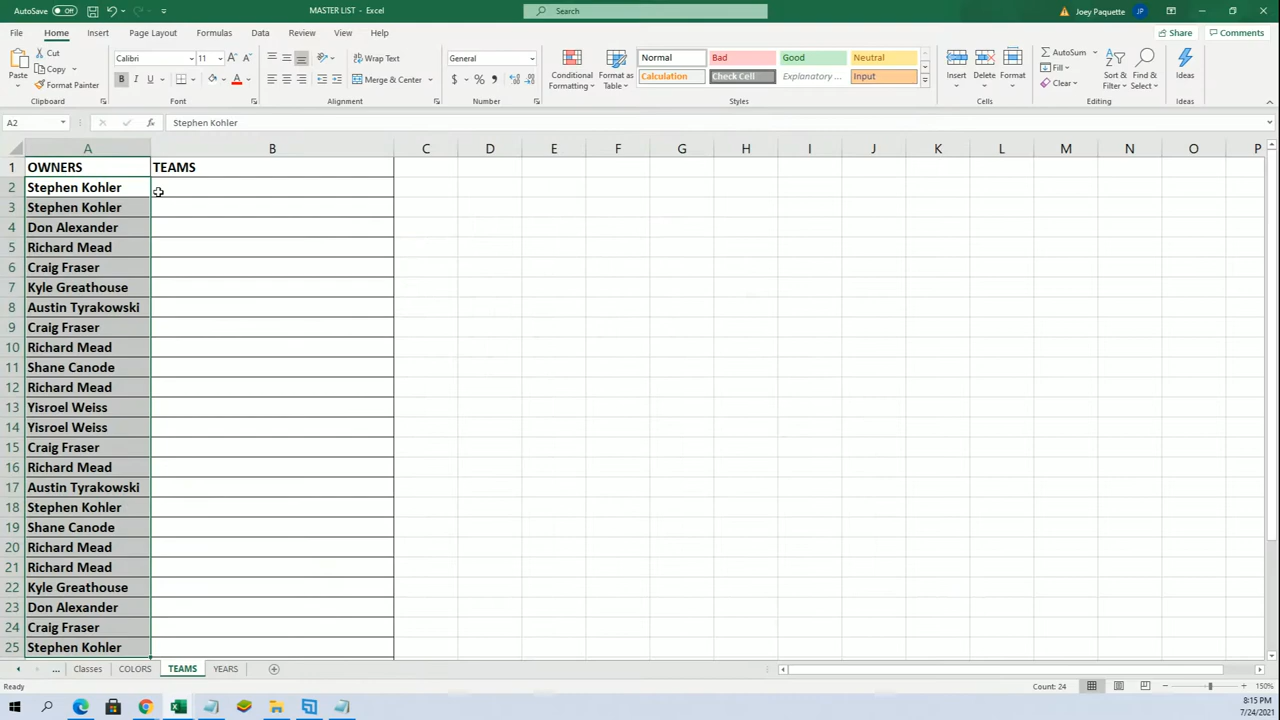 AutoSave Off MASTER LIST - Excel Search Joey Paquette JP
File Home Insert Page Layout Formulas Data Review View Help Share Comments
Paste Cut Copy Format Painter Clipboard
Calibri 11 B I U A Font
Wrap Text Merge & Center Alignment
General $ % Number
Conditional Formatting Format as Table
Normal Bad Good Neutral
Calculation Check Cell Explanatory ... Input
Styles
Insert Delete Format Cells
AutoSum Fill Clear Sort & Filter Find & Select Editing
Ideas Ideas
A2 fx Stephen Kohler
A B C D E F G H I J K L M N O P
1 OWNERS TEAMS
2 Stephen Kohler
3 Stephen Kohler
4 Don Alexander
5 Richard Mead
6 Craig Fraser
7 Kyle Greathouse
8 Austin Tyrakowski
9 Craig Fraser
10 Richard Mead
11 Shane Canode
12 Richard Mead
13 Yisroel Weiss
14 Yisroel Weiss
15 Craig Fraser
16 Richard Mead
17 Austin Tyrakowski
18 Stephen Kohler
19 Shane Canode
20 Richard Mead
21 Richard Mead
22 Kyle Greathouse
23 Don Alexander
24 Craig Fraser
25 Stephen Kohler
... Classes COLORS TEAMS YEARS
Ready Count: 24 150%
8:15 PM
7/24/2021